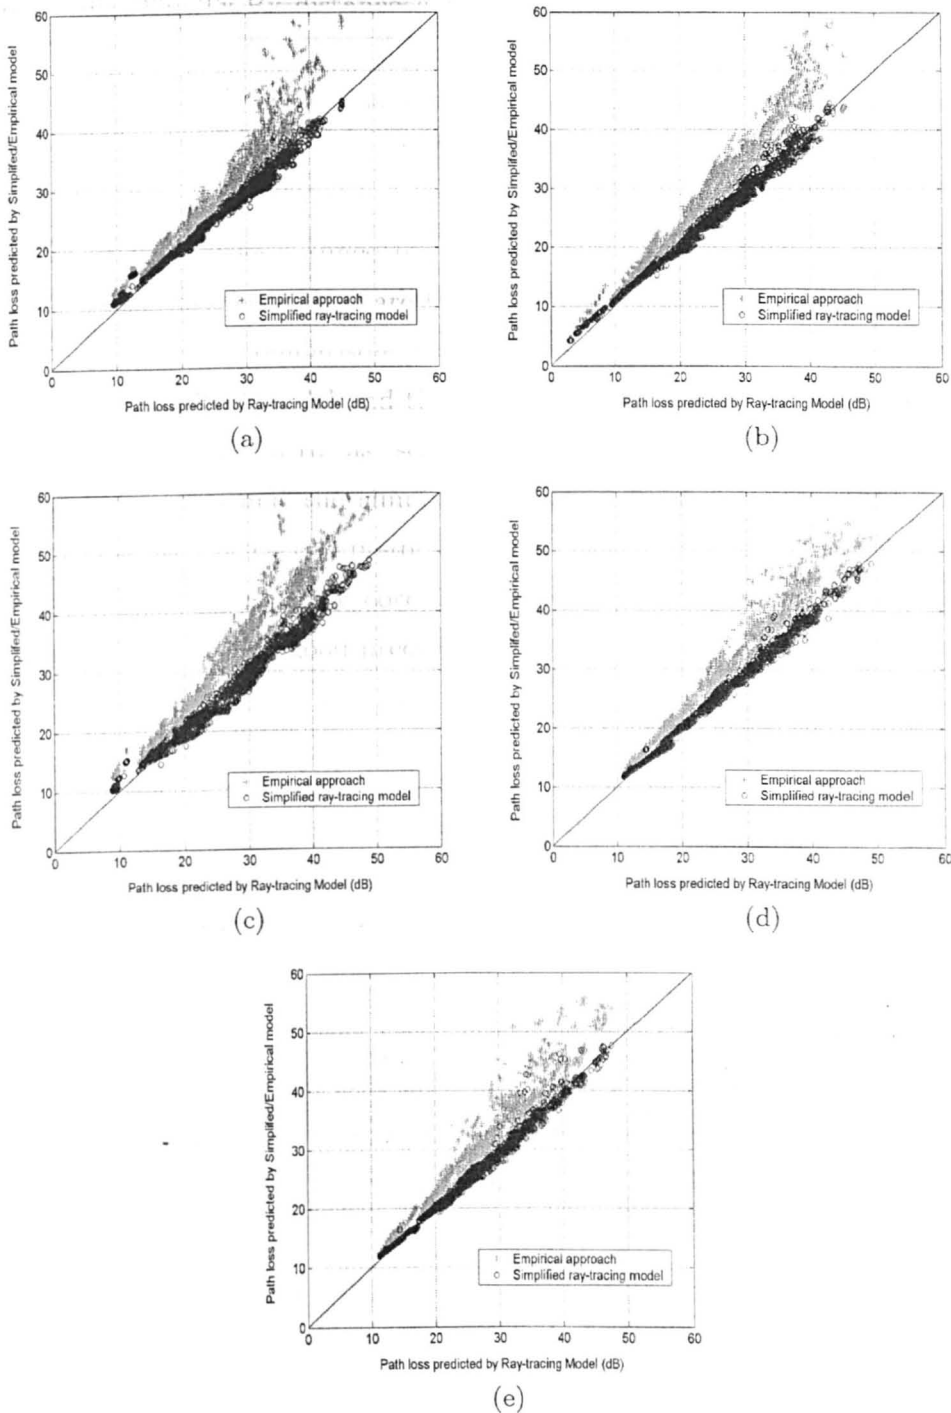 Path loss predicted by Simplifed/Empirical model
60
50
40
30
20
10
0
+ Empirical approach
o Simplified ray-tracing model
0 10 20 30 40 50 60
Path loss predicted by Ray-tracing Model (dB)
(a)
Path loss predicted by Simplifed/Empirical model
60
50
40
30
20
10
0
Empirical approach
o Simplified ray-tracing model
0 10 20 30 40 50 60
Path loss predicted by Ray-tracing Model (dB)
(b)
Path loss predicted by Simplifed/Empirical model
60
50
40
30
20
10
0
Empirical approach
o Simplified ray-tracing model
0 10 20 30 40 50 60
Path loss predicted by Ray-tracing Model (dB)
(c)
Path loss predicted by Simplifed/Empirical model
60
50
40
30
20
10
0
Empirical approach
o Simplified ray-tracing model
0 10 20 30 40 50 60
Path loss predicted by Ray-tracing Model (dB)
(d)
Path loss predicted by Simplifed/Empirical model
60
50
40
30
20
10
0
Empirical approach
o Simplified ray-tracing model
0 10 20 30 40 50 60
Path loss predicted by Ray-tracing Model (dB)
(e)